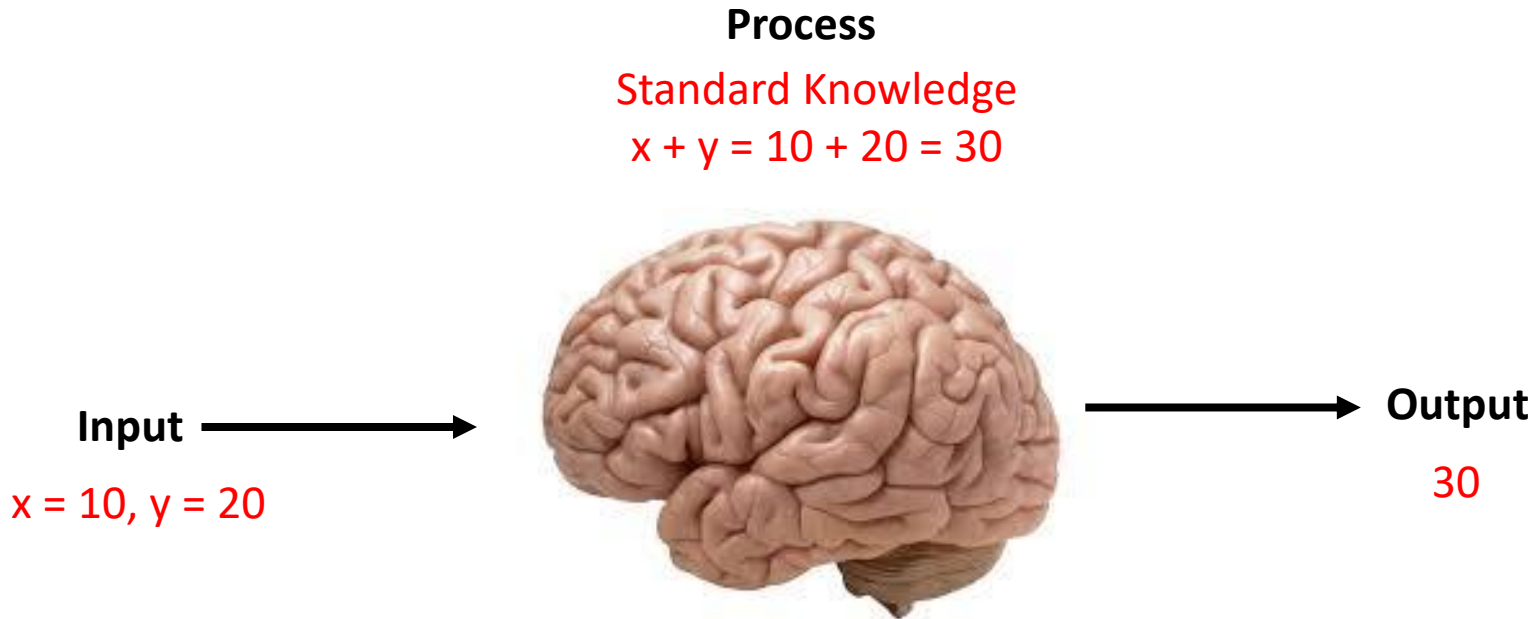 Process
Standard Knowledge
x + y = 10 + 20 = 30
Input
x = 10, y = 20
Output
30